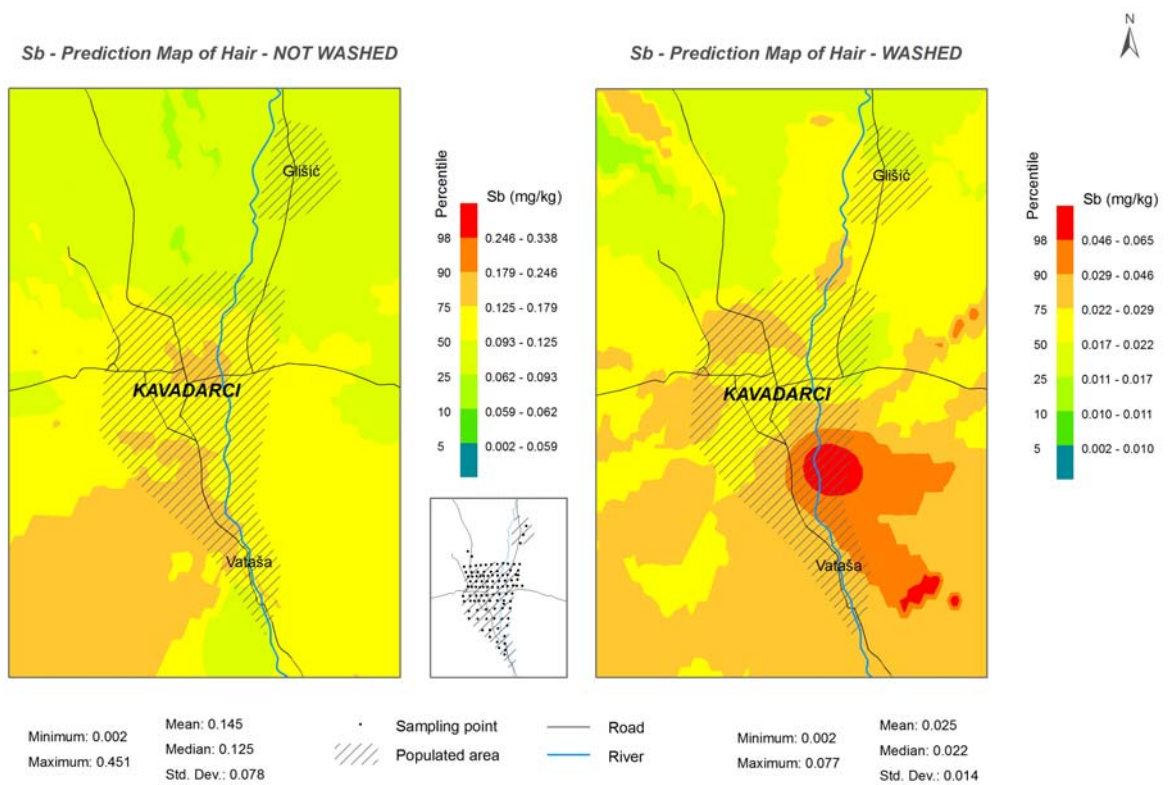 N
Sb - Prediction Map of Hair - NOT WASHED
Sb - Prediction Map of Hair - WASHED
Glišić
KAVADARCI
Vataša
Percentile
Sb (mg/kg)
98
0.246 - 0.338
90
0.179 - 0.246
75
0.125 - 0.179
50
0.093 - 0.125
25
0.062 - 0.093
10
0.059 - 0.062
5
0.002 - 0.059
Glišić
KAVADARCI
Vataša
Percentile
Sb (mg/kg)
98
0.046 - 0.065
90
0.029 - 0.046
75
0.022 - 0.029
50
0.017 - 0.022
25
0.011 - 0.017
10
0.010 - 0.011
5
0.002 - 0.010
Minimum: 0.002
Maximum: 0.451
Mean: 0.145
Median: 0.125
Std. Dev.: 0.078
Sampling point
Populated area
Road
River
Minimum: 0.002
Maximum: 0.077
Mean: 0.025
Median: 0.022
Std. Dev.: 0.014